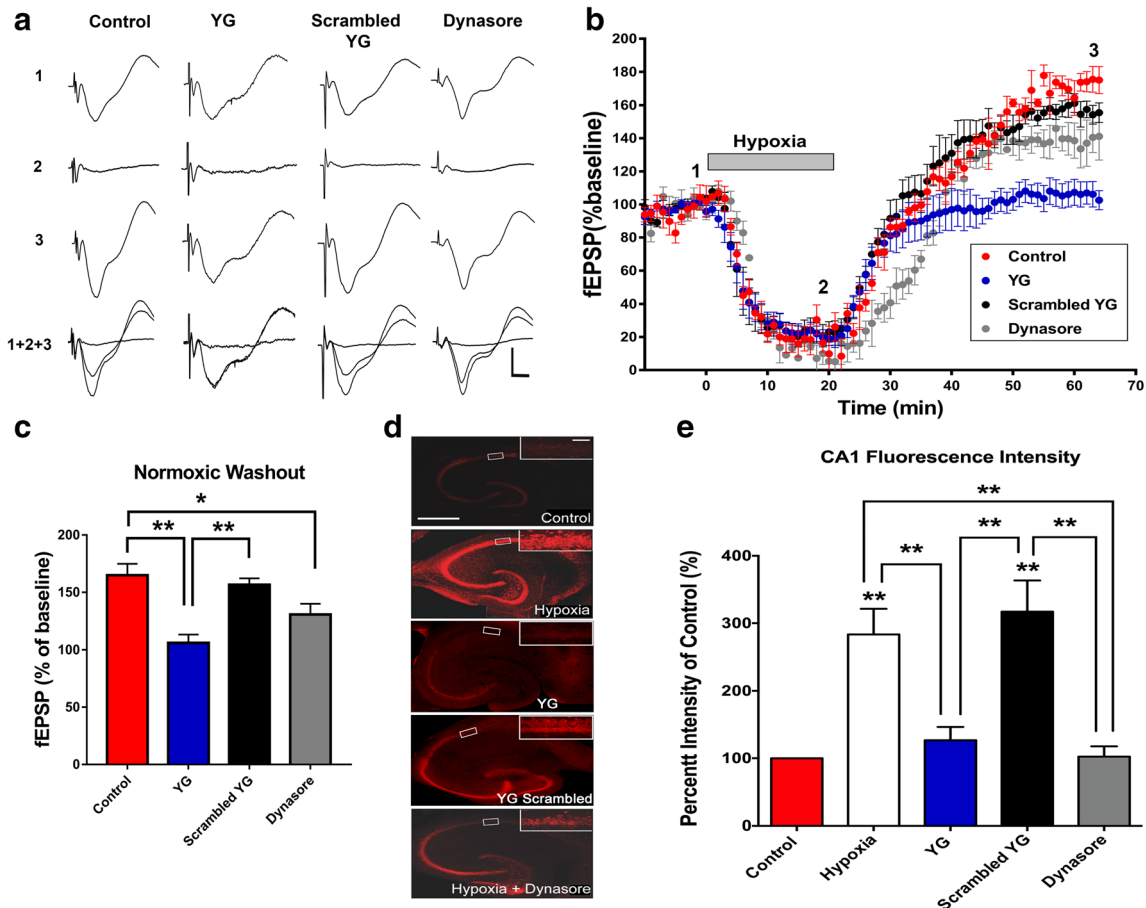 a
Control YG Scrambled YG Dynasore
1
2
3
1+2+3
b
fEPSP(%baseline)
200
180
160
140
120
100
80
60
40
20
0
Hypoxia
1
2
3
Control
YG
Scrambled YG
Dynasore
0 10 20 30 40 50 60 70
Time (min)
c
Normoxic Washout
fEPSP (% of baseline)
200
150
100
50
0
*
** **
Control YG Scrambled YG Dynasore
d
Control
Hypoxia
YG
YG Scrambled
Hypoxia + Dynasore
e
CA1 Fluorescence Intensity
Percentt Intensity of Control (%)
400
300
200
100
0
**
** **
**
**
**
Control Hypoxia YG Scrambled YG Dynasore